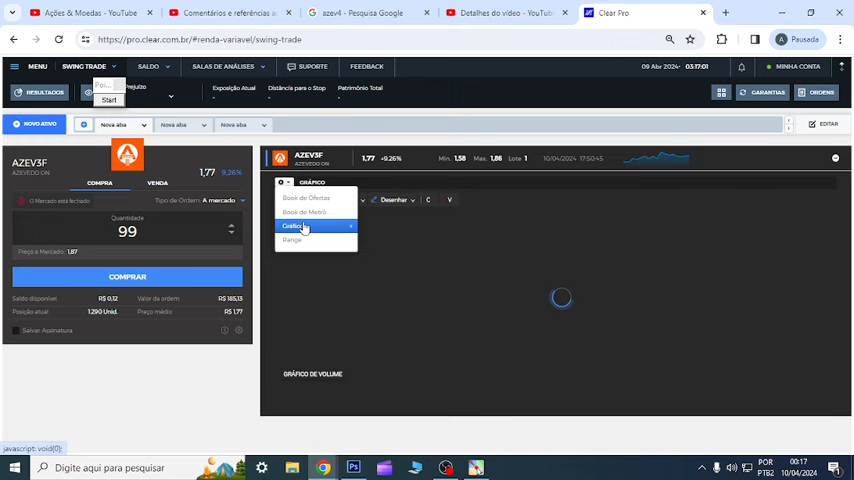 Ações & Moedas - YouTube
Comentários e referências a
azev4 - Pesquisa Google
Detalhes do vídeo - YouTube
Clear Pro
https://pro.clear.com.br/#renda-variavel/swing-trade
Pausada
MENU SWING TRADE SALDO SALAS DE ANÁLISES SUPORTE FEEDBACK 09 Abr 2024 - 03:17:01 MINHA CONTA
RESULTADOS
Poi...
Start
Prejuízo
Exposição Atual
-
Distância para o Stop
-
Patrimônio Total
-
GARANTIAS
ORDENS
NOVO ATIVO
Nova aba
Nova aba
Nova aba
EDITAR
AZEV3F
AZEVEDO ON
1,77 9,26%
COMPRA
VENDA
O Mercado está fechado
Tipo de Ordem: A mercado
Quantidade
99
Preço a Mercado: 1,87
COMPRAR
Saldo disponível R$ 0,12
Valor da ordem R$ 185,13
Posição atual 1.290 Unid.
Preço médio R$ 1,77
Salvar Assinatura
AZEV3F
AZEVEDO ON
1,77 +9,26%
Mín. 1,58 Máx. 1,86 Lote 1 10/04/2024 17:50:45
GRÁFICO
Book de Ofertas
Book de Metrô
Gráfico
Range
Desenhar
C
V
GRÁFICO DE VOLUME
javascript: void(0);
Digite aqui para pesquisar
POR
PTB2
00:17
10/04/2024